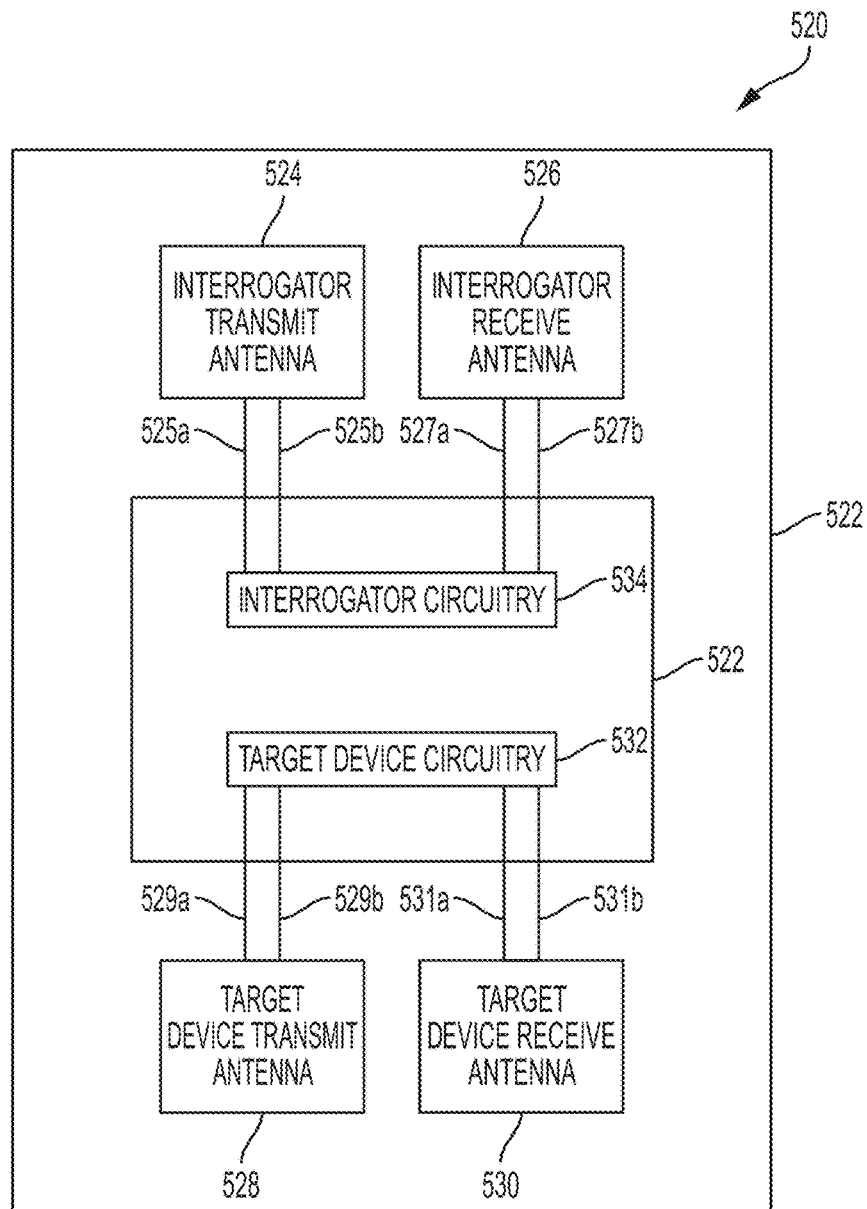 520
524
526
INTERROGATOR
TRANSMIT
ANTENNA
INTERROGATOR
RECEIVE
ANTENNA
525a
525b
527a
527b
522
INTERROGATOR CIRCUITRY
534
522
TARGET DEVICE CIRCUITRY
532
529a
529b
531a
531b
TARGET
DEVICE TRANSMIT
ANTENNA
TARGET
DEVICE RECEIVE
ANTENNA
528
530